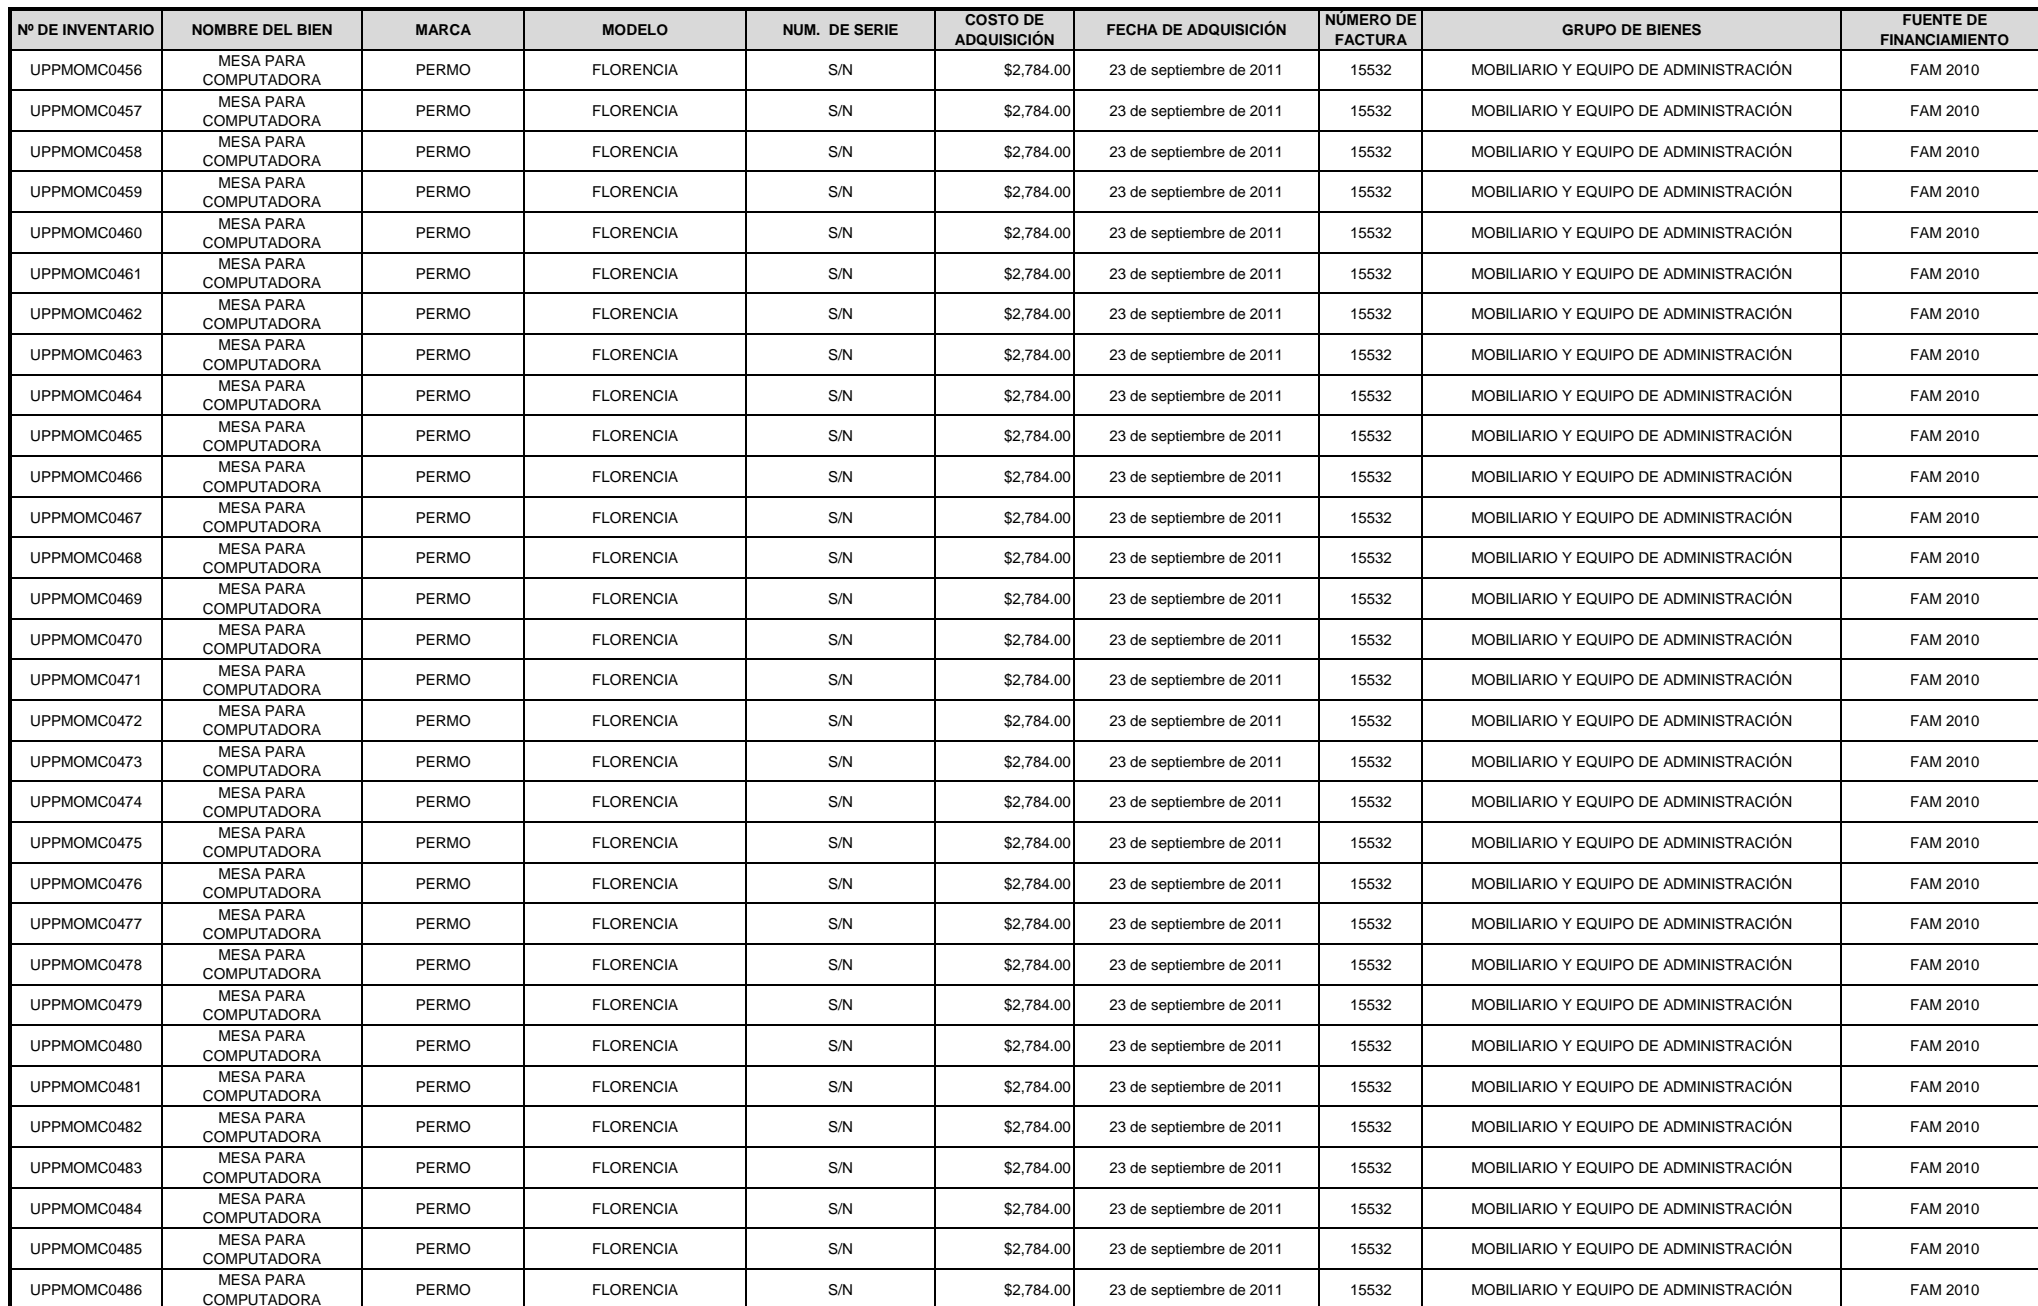 Nº DE INVENTARIO NOMBRE DEL BIEN MARCA MODELO NUM. DE SERIE COSTO DE ADQUISICIÓN FECHA DE ADQUISICIÓN NÚMERO DE FACTURA GRUPO DE BIENES FUENTE DE FINANCIAMIENTO
UPPMOMC0456 MESA PARA COMPUTADORA PERMO FLORENCIA S/N $2,784.00 23 de septiembre de 2011 15532 MOBILIARIO Y EQUIPO DE ADMINISTRACIÓN FAM 2010
UPPMOMC0457 MESA PARA COMPUTADORA PERMO FLORENCIA S/N $2,784.00 23 de septiembre de 2011 15532 MOBILIARIO Y EQUIPO DE ADMINISTRACIÓN FAM 2010
UPPMOMC0458 MESA PARA COMPUTADORA PERMO FLORENCIA S/N $2,784.00 23 de septiembre de 2011 15532 MOBILIARIO Y EQUIPO DE ADMINISTRACIÓN FAM 2010
UPPMOMC0459 MESA PARA COMPUTADORA PERMO FLORENCIA S/N $2,784.00 23 de septiembre de 2011 15532 MOBILIARIO Y EQUIPO DE ADMINISTRACIÓN FAM 2010
UPPMOMC0460 MESA PARA COMPUTADORA PERMO FLORENCIA S/N $2,784.00 23 de septiembre de 2011 15532 MOBILIARIO Y EQUIPO DE ADMINISTRACIÓN FAM 2010
UPPMOMC0461 MESA PARA COMPUTADORA PERMO FLORENCIA S/N $2,784.00 23 de septiembre de 2011 15532 MOBILIARIO Y EQUIPO DE ADMINISTRACIÓN FAM 2010
UPPMOMC0462 MESA PARA COMPUTADORA PERMO FLORENCIA S/N $2,784.00 23 de septiembre de 2011 15532 MOBILIARIO Y EQUIPO DE ADMINISTRACIÓN FAM 2010
UPPMOMC0463 MESA PARA COMPUTADORA PERMO FLORENCIA S/N $2,784.00 23 de septiembre de 2011 15532 MOBILIARIO Y EQUIPO DE ADMINISTRACIÓN FAM 2010
UPPMOMC0464 MESA PARA COMPUTADORA PERMO FLORENCIA S/N $2,784.00 23 de septiembre de 2011 15532 MOBILIARIO Y EQUIPO DE ADMINISTRACIÓN FAM 2010
UPPMOMC0465 MESA PARA COMPUTADORA PERMO FLORENCIA S/N $2,784.00 23 de septiembre de 2011 15532 MOBILIARIO Y EQUIPO DE ADMINISTRACIÓN FAM 2010
UPPMOMC0466 MESA PARA COMPUTADORA PERMO FLORENCIA S/N $2,784.00 23 de septiembre de 2011 15532 MOBILIARIO Y EQUIPO DE ADMINISTRACIÓN FAM 2010
UPPMOMC0467 MESA PARA COMPUTADORA PERMO FLORENCIA S/N $2,784.00 23 de septiembre de 2011 15532 MOBILIARIO Y EQUIPO DE ADMINISTRACIÓN FAM 2010
UPPMOMC0468 MESA PARA COMPUTADORA PERMO FLORENCIA S/N $2,784.00 23 de septiembre de 2011 15532 MOBILIARIO Y EQUIPO DE ADMINISTRACIÓN FAM 2010
UPPMOMC0469 MESA PARA COMPUTADORA PERMO FLORENCIA S/N $2,784.00 23 de septiembre de 2011 15532 MOBILIARIO Y EQUIPO DE ADMINISTRACIÓN FAM 2010
UPPMOMC0470 MESA PARA COMPUTADORA PERMO FLORENCIA S/N $2,784.00 23 de septiembre de 2011 15532 MOBILIARIO Y EQUIPO DE ADMINISTRACIÓN FAM 2010
UPPMOMC0471 MESA PARA COMPUTADORA PERMO FLORENCIA S/N $2,784.00 23 de septiembre de 2011 15532 MOBILIARIO Y EQUIPO DE ADMINISTRACIÓN FAM 2010
UPPMOMC0472 MESA PARA COMPUTADORA PERMO FLORENCIA S/N $2,784.00 23 de septiembre de 2011 15532 MOBILIARIO Y EQUIPO DE ADMINISTRACIÓN FAM 2010
UPPMOMC0473 MESA PARA COMPUTADORA PERMO FLORENCIA S/N $2,784.00 23 de septiembre de 2011 15532 MOBILIARIO Y EQUIPO DE ADMINISTRACIÓN FAM 2010
UPPMOMC0474 MESA PARA COMPUTADORA PERMO FLORENCIA S/N $2,784.00 23 de septiembre de 2011 15532 MOBILIARIO Y EQUIPO DE ADMINISTRACIÓN FAM 2010
UPPMOMC0475 MESA PARA COMPUTADORA PERMO FLORENCIA S/N $2,784.00 23 de septiembre de 2011 15532 MOBILIARIO Y EQUIPO DE ADMINISTRACIÓN FAM 2010
UPPMOMC0476 MESA PARA COMPUTADORA PERMO FLORENCIA S/N $2,784.00 23 de septiembre de 2011 15532 MOBILIARIO Y EQUIPO DE ADMINISTRACIÓN FAM 2010
UPPMOMC0477 MESA PARA COMPUTADORA PERMO FLORENCIA S/N $2,784.00 23 de septiembre de 2011 15532 MOBILIARIO Y EQUIPO DE ADMINISTRACIÓN FAM 2010
UPPMOMC0478 MESA PARA COMPUTADORA PERMO FLORENCIA S/N $2,784.00 23 de septiembre de 2011 15532 MOBILIARIO Y EQUIPO DE ADMINISTRACIÓN FAM 2010
UPPMOMC0479 MESA PARA COMPUTADORA PERMO FLORENCIA S/N $2,784.00 23 de septiembre de 2011 15532 MOBILIARIO Y EQUIPO DE ADMINISTRACIÓN FAM 2010
UPPMOMC0480 MESA PARA COMPUTADORA PERMO FLORENCIA S/N $2,784.00 23 de septiembre de 2011 15532 MOBILIARIO Y EQUIPO DE ADMINISTRACIÓN FAM 2010
UPPMOMC0481 MESA PARA COMPUTADORA PERMO FLORENCIA S/N $2,784.00 23 de septiembre de 2011 15532 MOBILIARIO Y EQUIPO DE ADMINISTRACIÓN FAM 2010
UPPMOMC0482 MESA PARA COMPUTADORA PERMO FLORENCIA S/N $2,784.00 23 de septiembre de 2011 15532 MOBILIARIO Y EQUIPO DE ADMINISTRACIÓN FAM 2010
UPPMOMC0483 MESA PARA COMPUTADORA PERMO FLORENCIA S/N $2,784.00 23 de septiembre de 2011 15532 MOBILIARIO Y EQUIPO DE ADMINISTRACIÓN FAM 2010
UPPMOMC0484 MESA PARA COMPUTADORA PERMO FLORENCIA S/N $2,784.00 23 de septiembre de 2011 15532 MOBILIARIO Y EQUIPO DE ADMINISTRACIÓN FAM 2010
UPPMOMC0485 MESA PARA COMPUTADORA PERMO FLORENCIA S/N $2,784.00 23 de septiembre de 2011 15532 MOBILIARIO Y EQUIPO DE ADMINISTRACIÓN FAM 2010
UPPMOMC0486 MESA PARA COMPUTADORA PERMO FLORENCIA S/N $2,784.00 23 de septiembre de 2011 15532 MOBILIARIO Y EQUIPO DE ADMINISTRACIÓN FAM 2010